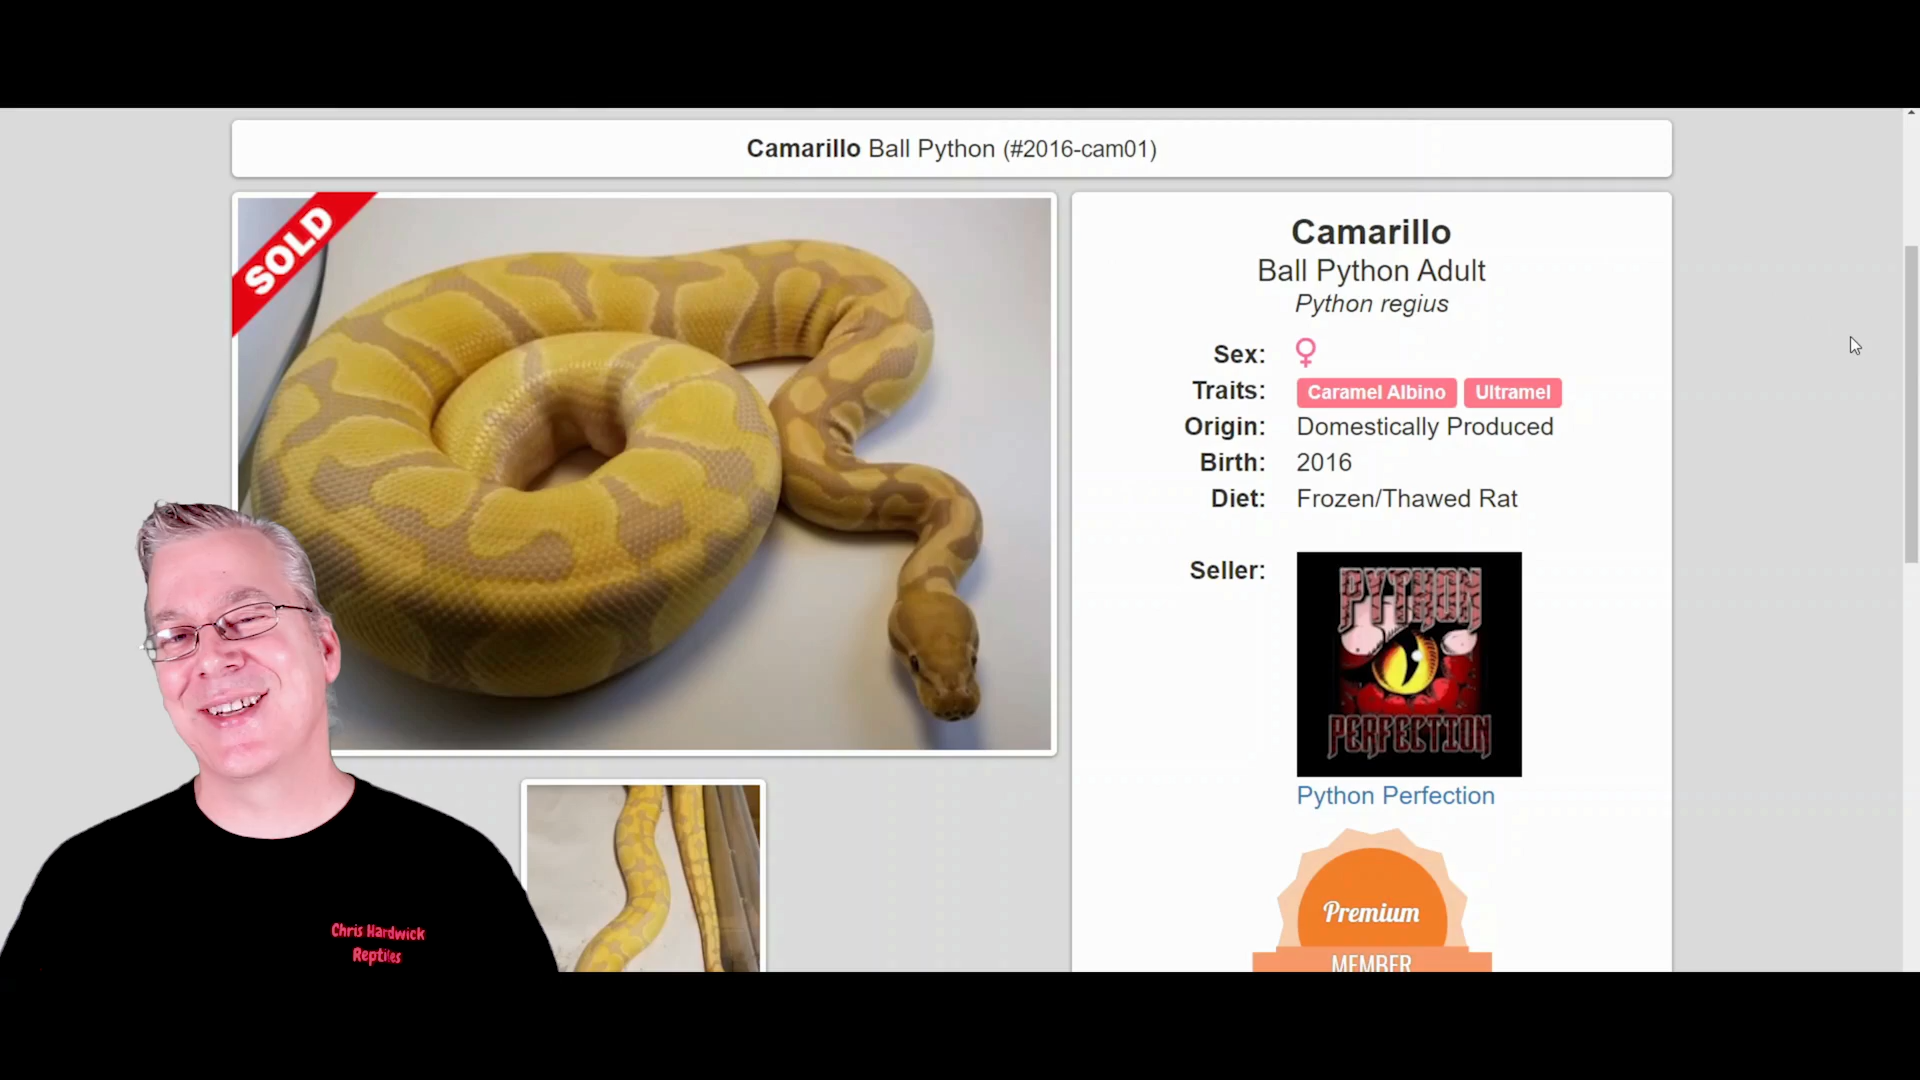 Camarillo Ball Python (#2016-cam01)
SOLD
Camarillo
Ball Python Adult
Python regius
Sex: ♀
Traits: Caramel Albino Ultramel
Origin: Domestically Produced
Birth: 2016
Diet: Frozen/Thawed Rat
Seller:
PYTHON
PERFECTION
Python Perfection
Premium
MEMBER
Chris Hardwick
Reptiles